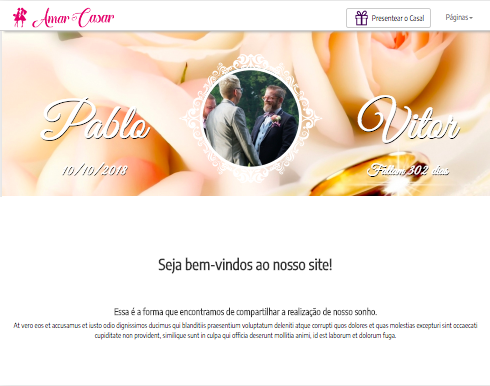 Amar e Casar
Presentear o Casal
Páginas
Pablo
Vitor
10/10/2013
Faltam 302 dias
Seja bem-vindos ao nosso site!
Essa é a forma que encontramos de compartilhar a realização de nosso sonho.
At vero eos et accusamus et iusto odio dignissimos ducimus qui blanditiis praesentium voluptatum deleniti atque corrupti quos dolores et quas molestias excepturi sint occaecati
cupiditate non provident, similique sunt in culpa qui officia deserunt mollitia animi, id est laborum et dolorum fuga.